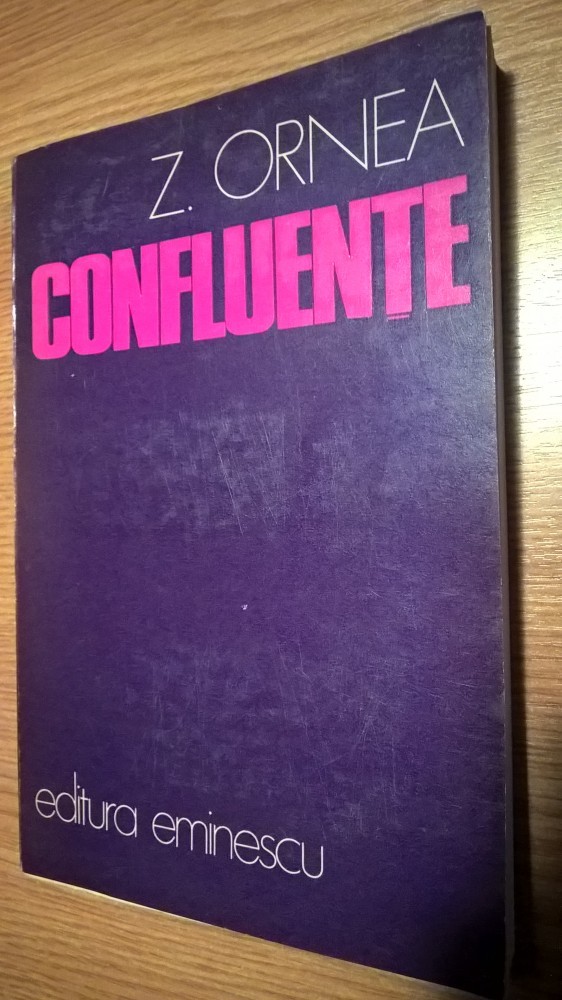 Z. ORNEA
CONFLUENȚE
editura eminescu